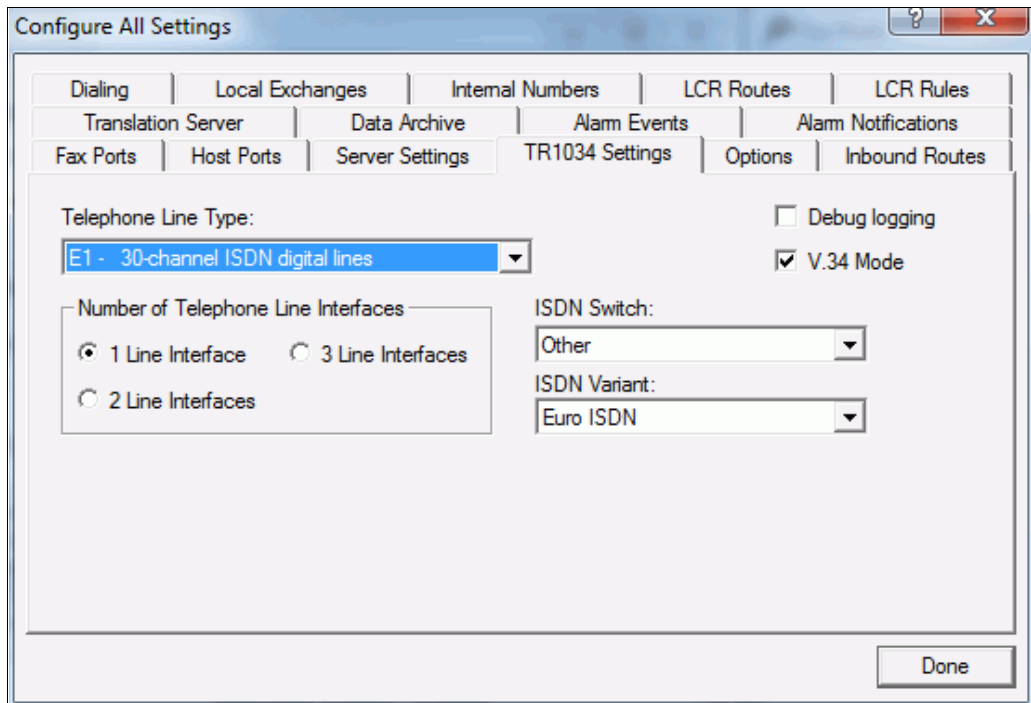 Configure All Settings
Dialing Local Exchanges Internal Numbers LCR Routes LCR Rules
Translation Server Data Archive Alarm Events Alarm Notifications
Fax Ports Host Ports Server Settings TR1034 Settings Options Inbound Routes
Telephone Line Type:
Debug logging
E1 - 30-channel ISDN digital lines
V.34 Mode
Number of Telephone Line Interfaces
ISDN Switch:
1 Line Interface 3 Line Interfaces
Other
2 Line Interfaces
ISDN Variant:
Euro ISDN
Done